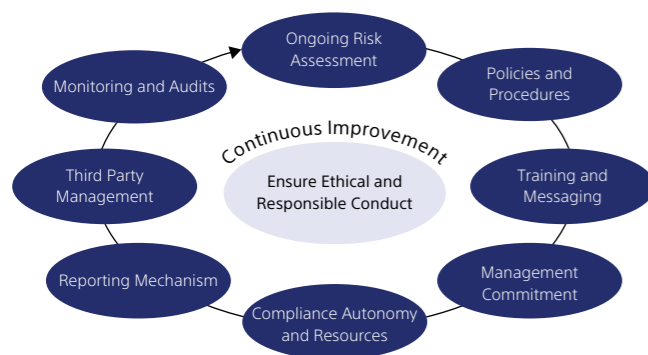 Ongoing Risk
Assessment
Policies and
Procedures
Training and
Messaging
Management
Commitment
Compliance Autonomy
and Resources
Reporting Mechanism
Third Party
Management
Monitoring and Audits
Continuous Improvement
Ensure Ethical and
Responsible Conduct